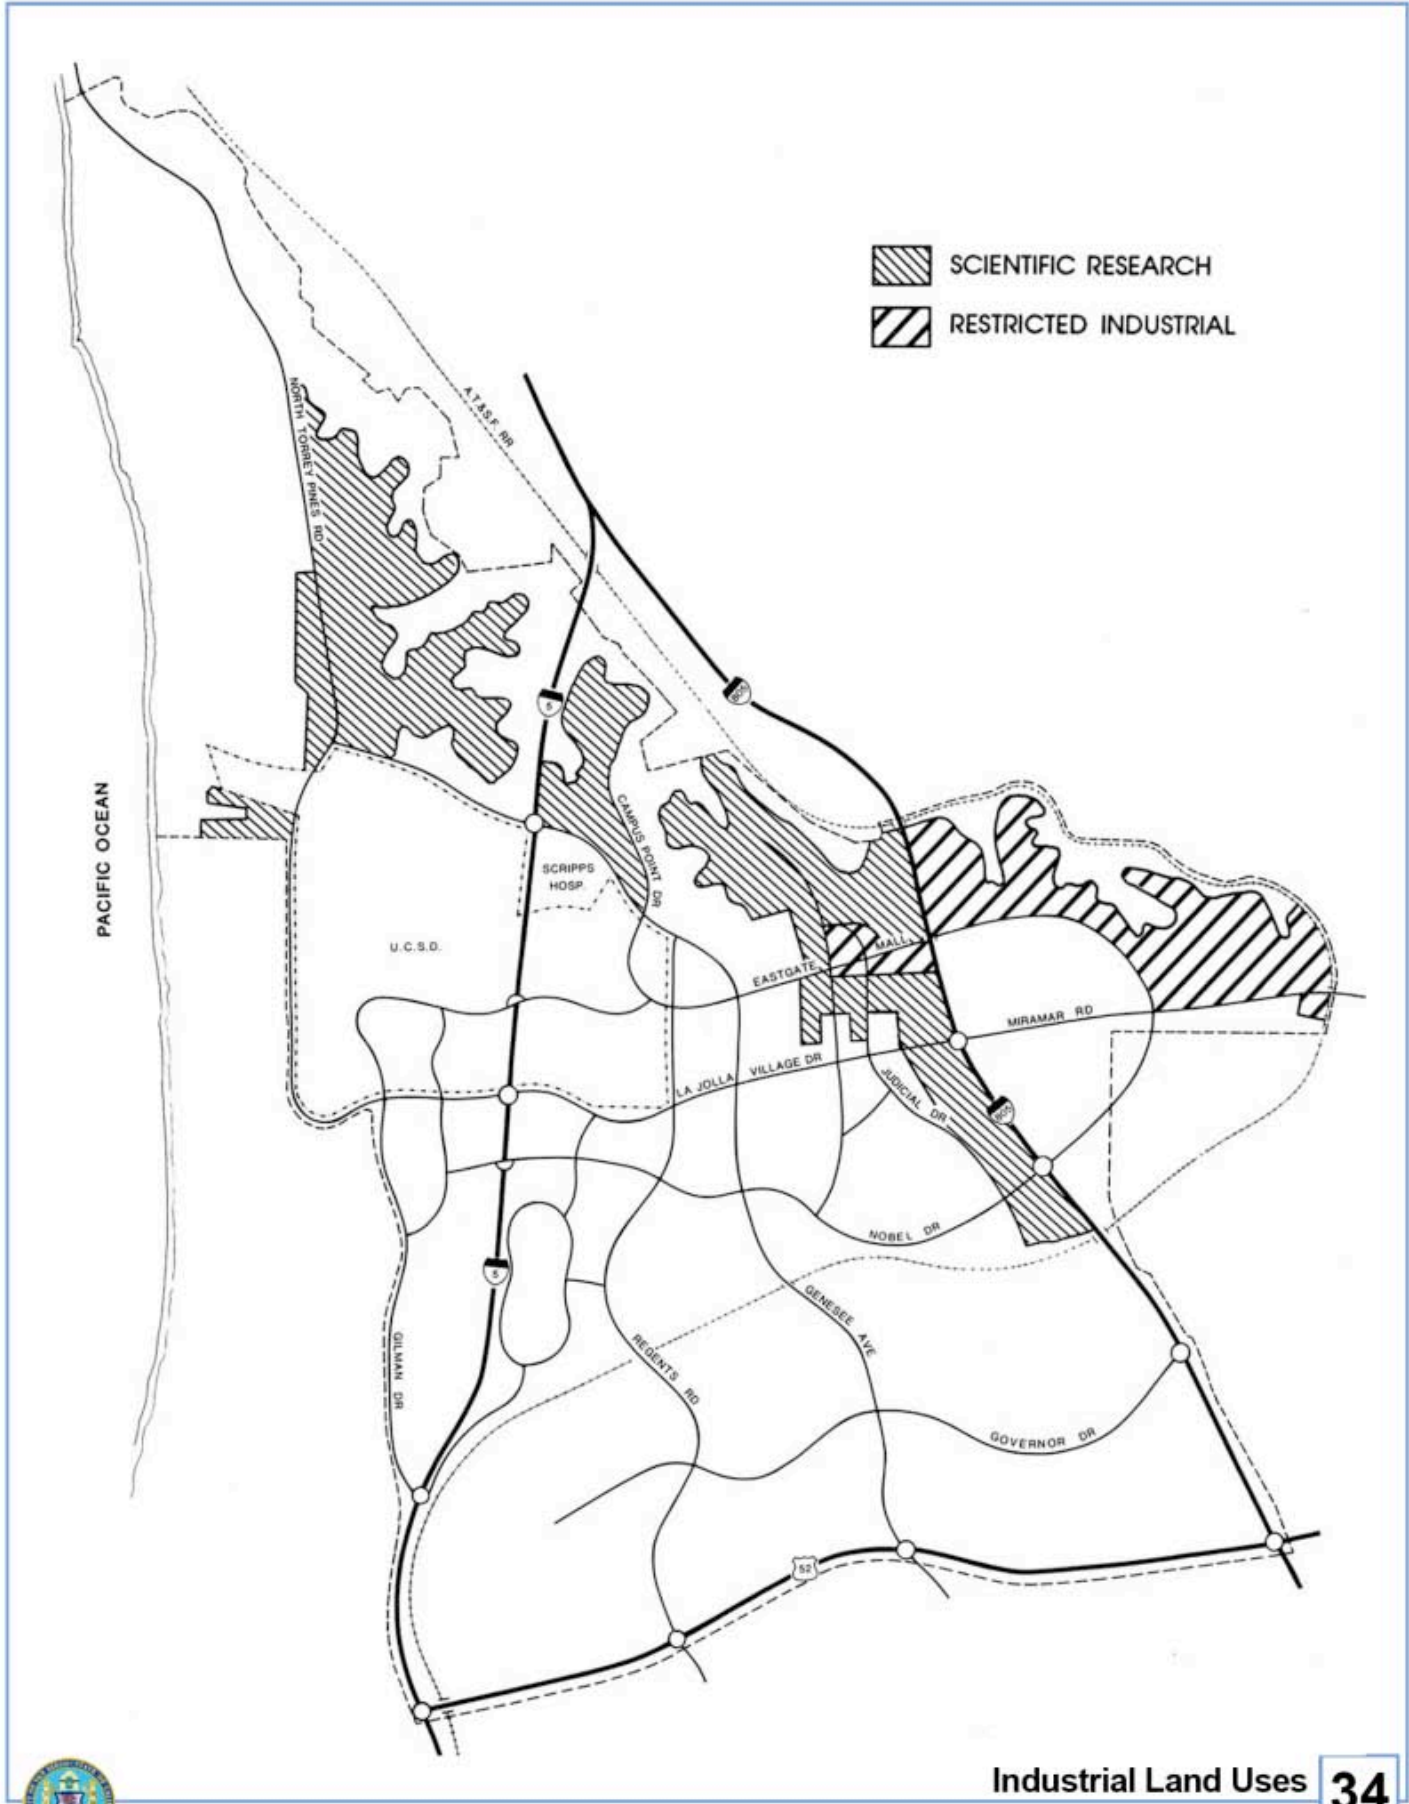 SCIENTIFIC RESEARCH
RESTRICTED INDUSTRIAL
A.T.&S.F. RR
NORTH TORREY PINES RD
5
805
PACIFIC OCEAN
CAMPUS POINT DR
SCRIPPS
HOSP.
U.C.S.D.
EASTGATE MALL
MIRAMAR RD
LA JOLLA VILLAGE DR
JUDICIAL DR
805
NOBEL DR
5
GENESEE AVE
GILMAN DR
REGENTS RD
GOVERNOR DR
52
Industrial Land Uses
34